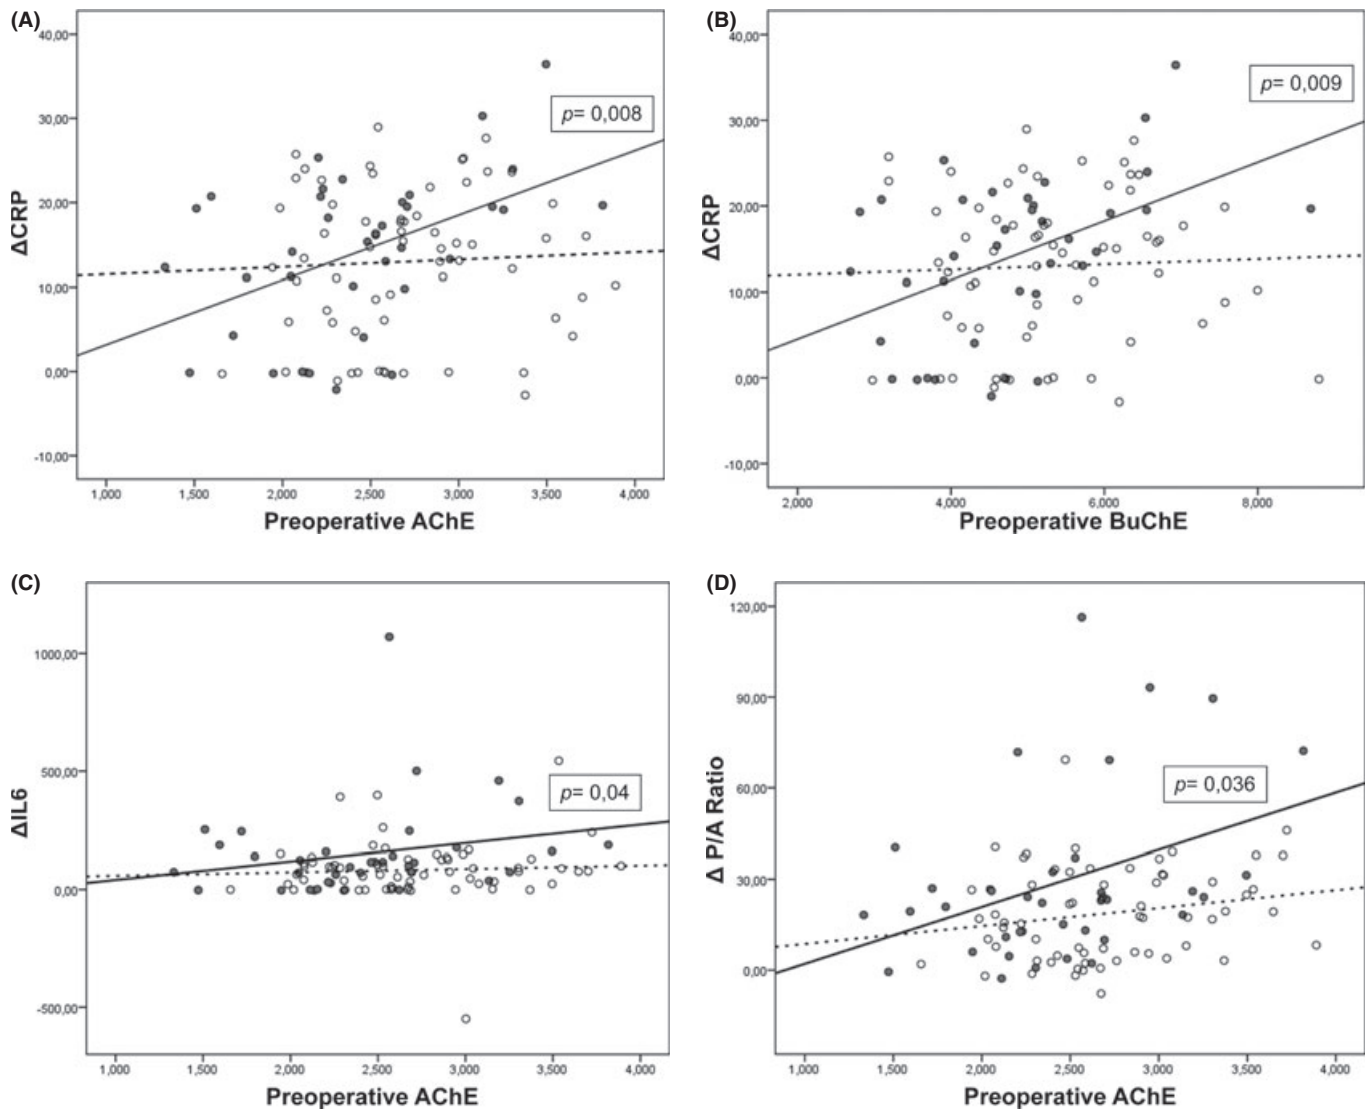 (A)
40,00
30,00
20,00
10,00
0,00
-10,00
ΔCRP
p= 0,008
1,000 1,500 2,000 2,500 3,000 3,500 4,000
Preoperative AChE
(B)
40,00
30,00
20,00
10,00
0,00
-10,00
ΔCRP
p= 0,009
2,000 4,000 6,000 8,000
Preoperative BuChE
(C)
1000,00
500,00
0,00
-500,00
ΔIL6
p= 0,04
1,000 1,500 2,000 2,500 3,000 3,500 4,000
Preoperative AChE
(D)
120,00
90,00
60,00
30,00
0,00
Δ P/A Ratio
p= 0,036
1,000 1,500 2,000 2,500 3,000 3,500 4,000
Preoperative AChE